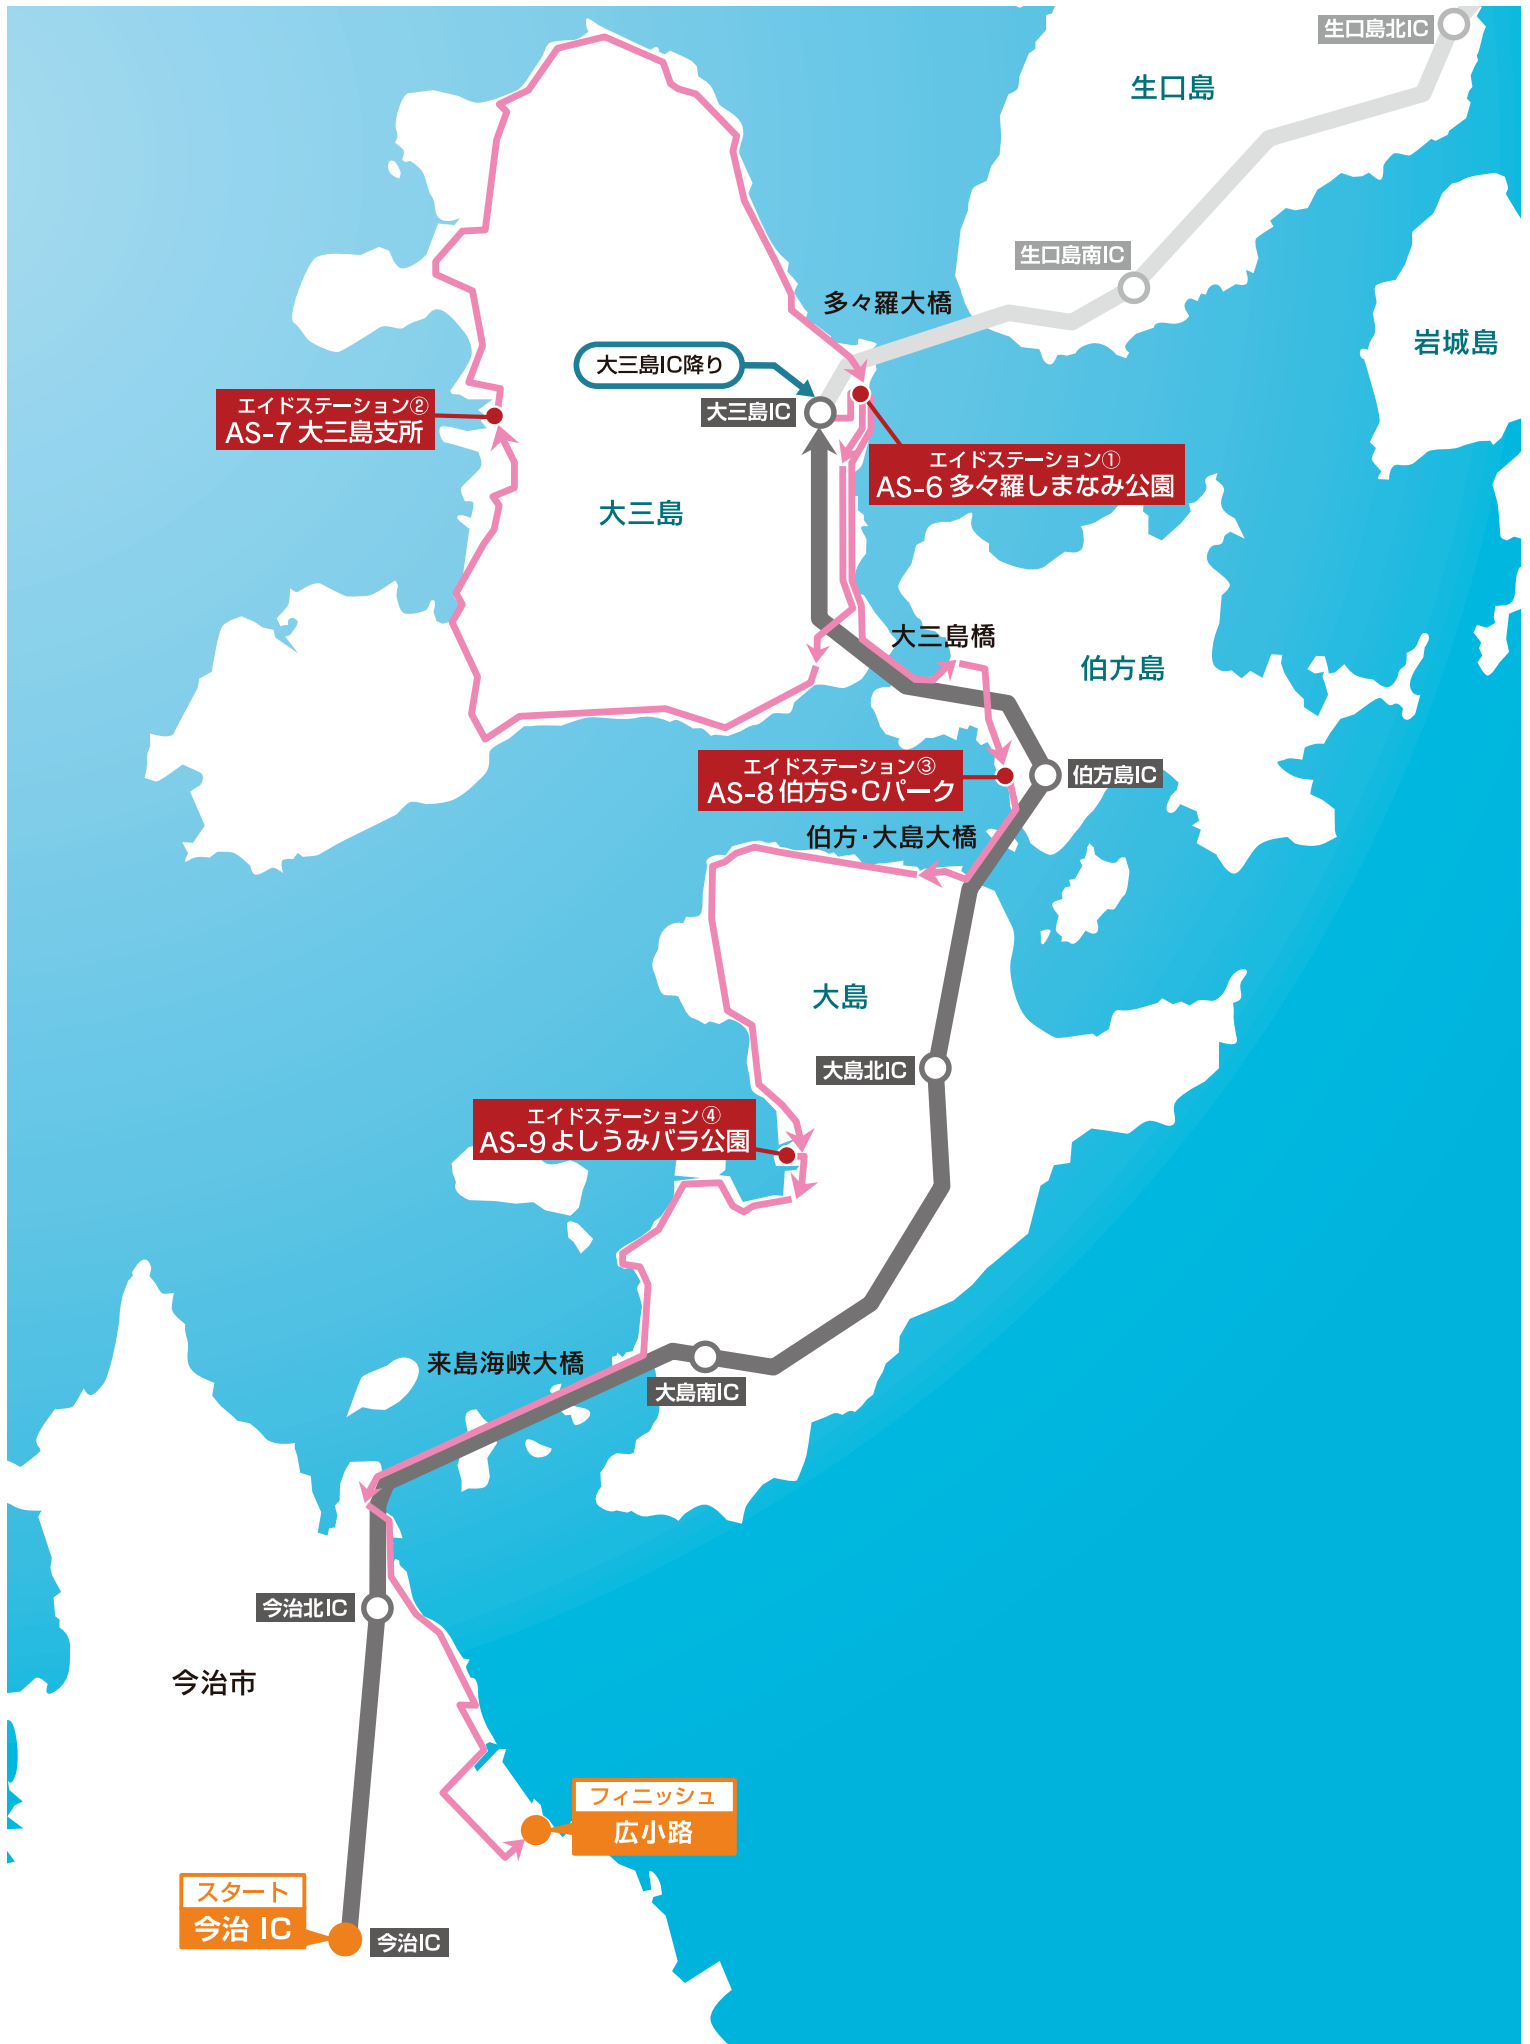 生口島北IC
生口島
生口島南IC
多々羅大橋
岩城島
大三島IC降り
大三島IC
エイドステーション②
AS-7 大三島支所
エイドステーション①
AS-6 多々羅しまなみ公園
大三島
大三島橋
伯方島
エイドステーション③
AS-8 伯方S・Cパーク
伯方島IC
伯方・大島大橋
大島
大島北IC
エイドステーション④
AS-9 よしうみバラ公園
来島海峡大橋
大島南IC
今治北IC
今治市
フィニッシュ
広小路
スタート
今治 IC
今治IC